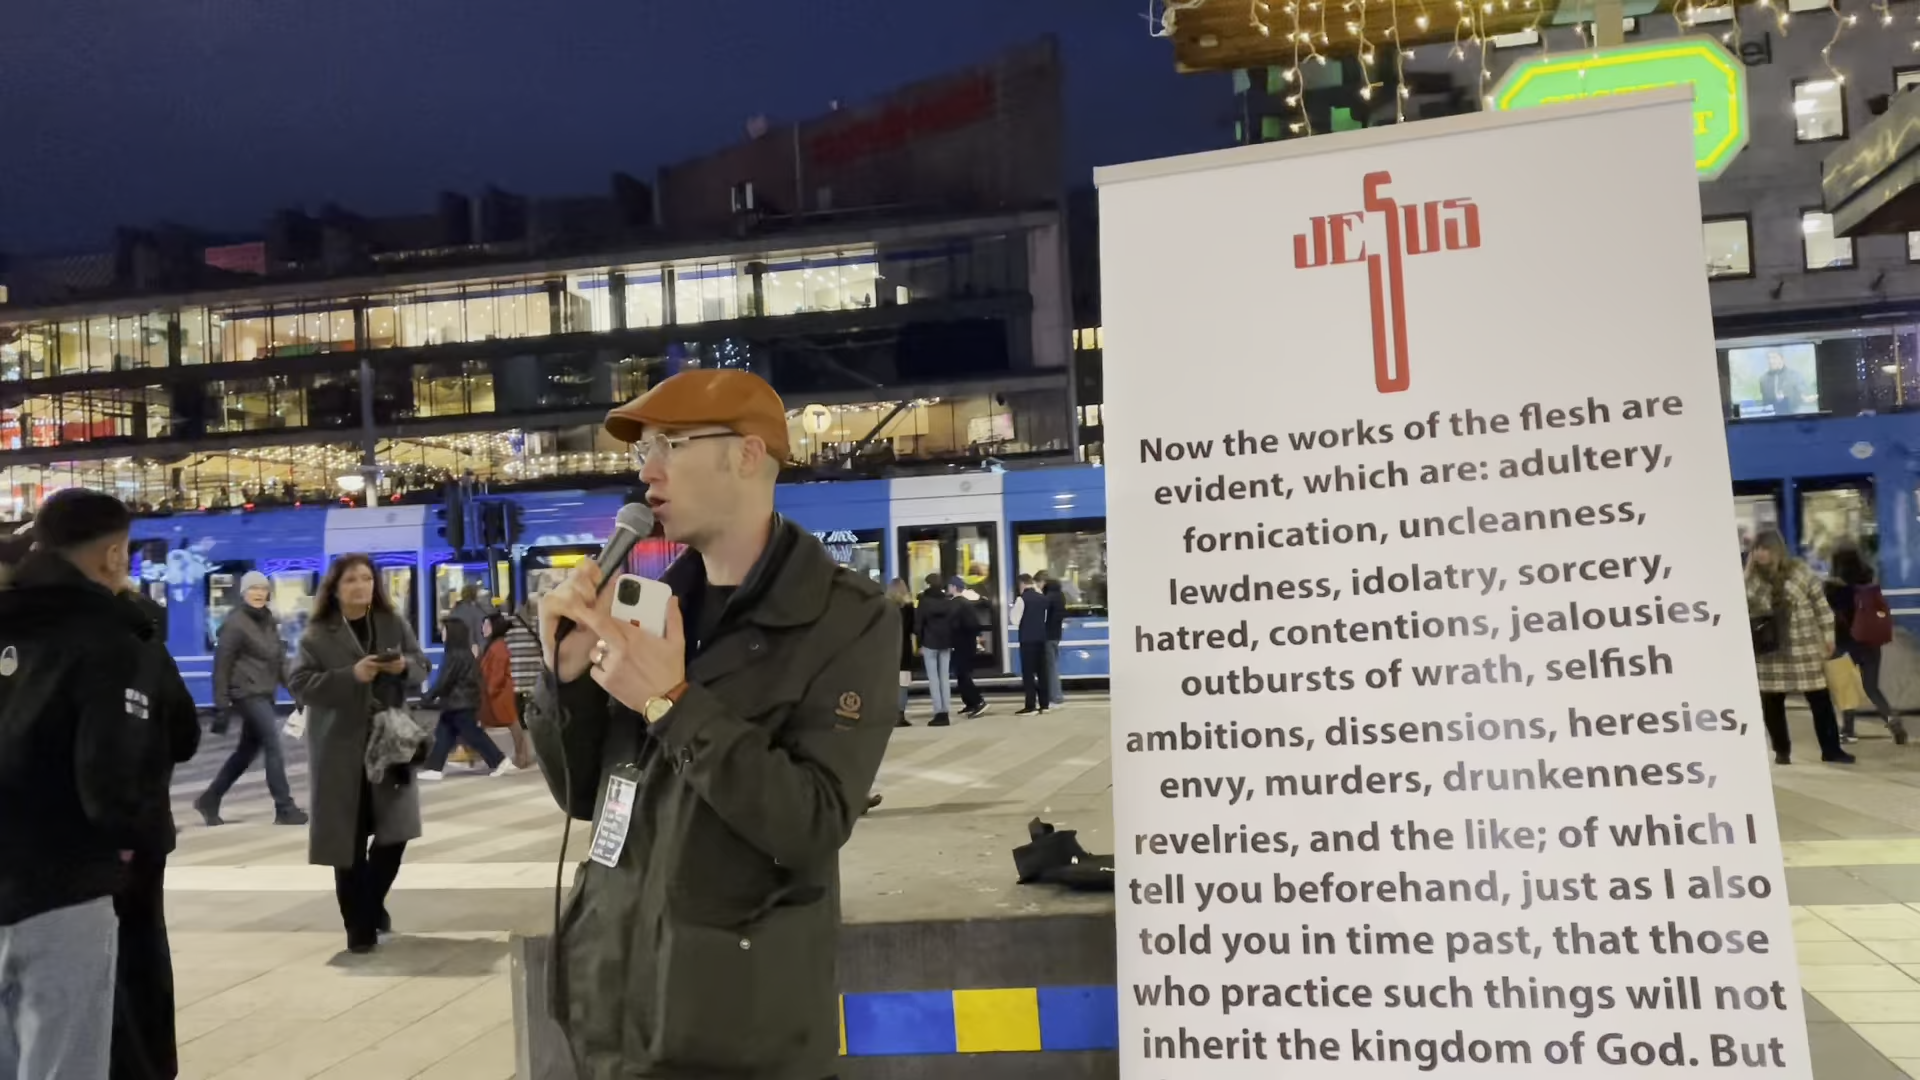 JESUS
Now the works of the flesh are
evident, which are: adultery,
fornication, uncleanness,
lewdness, idolatry, sorcery,
hatred, contentions, jealousies,
outbursts of wrath, selfish
ambitions, dissensions, heresies,
envy, murders, drunkenness,
revelries, and the like; of which I
tell you beforehand, just as I also
told you in time past, that those
who practice such things will not
inherit the kingdom of God. But
T